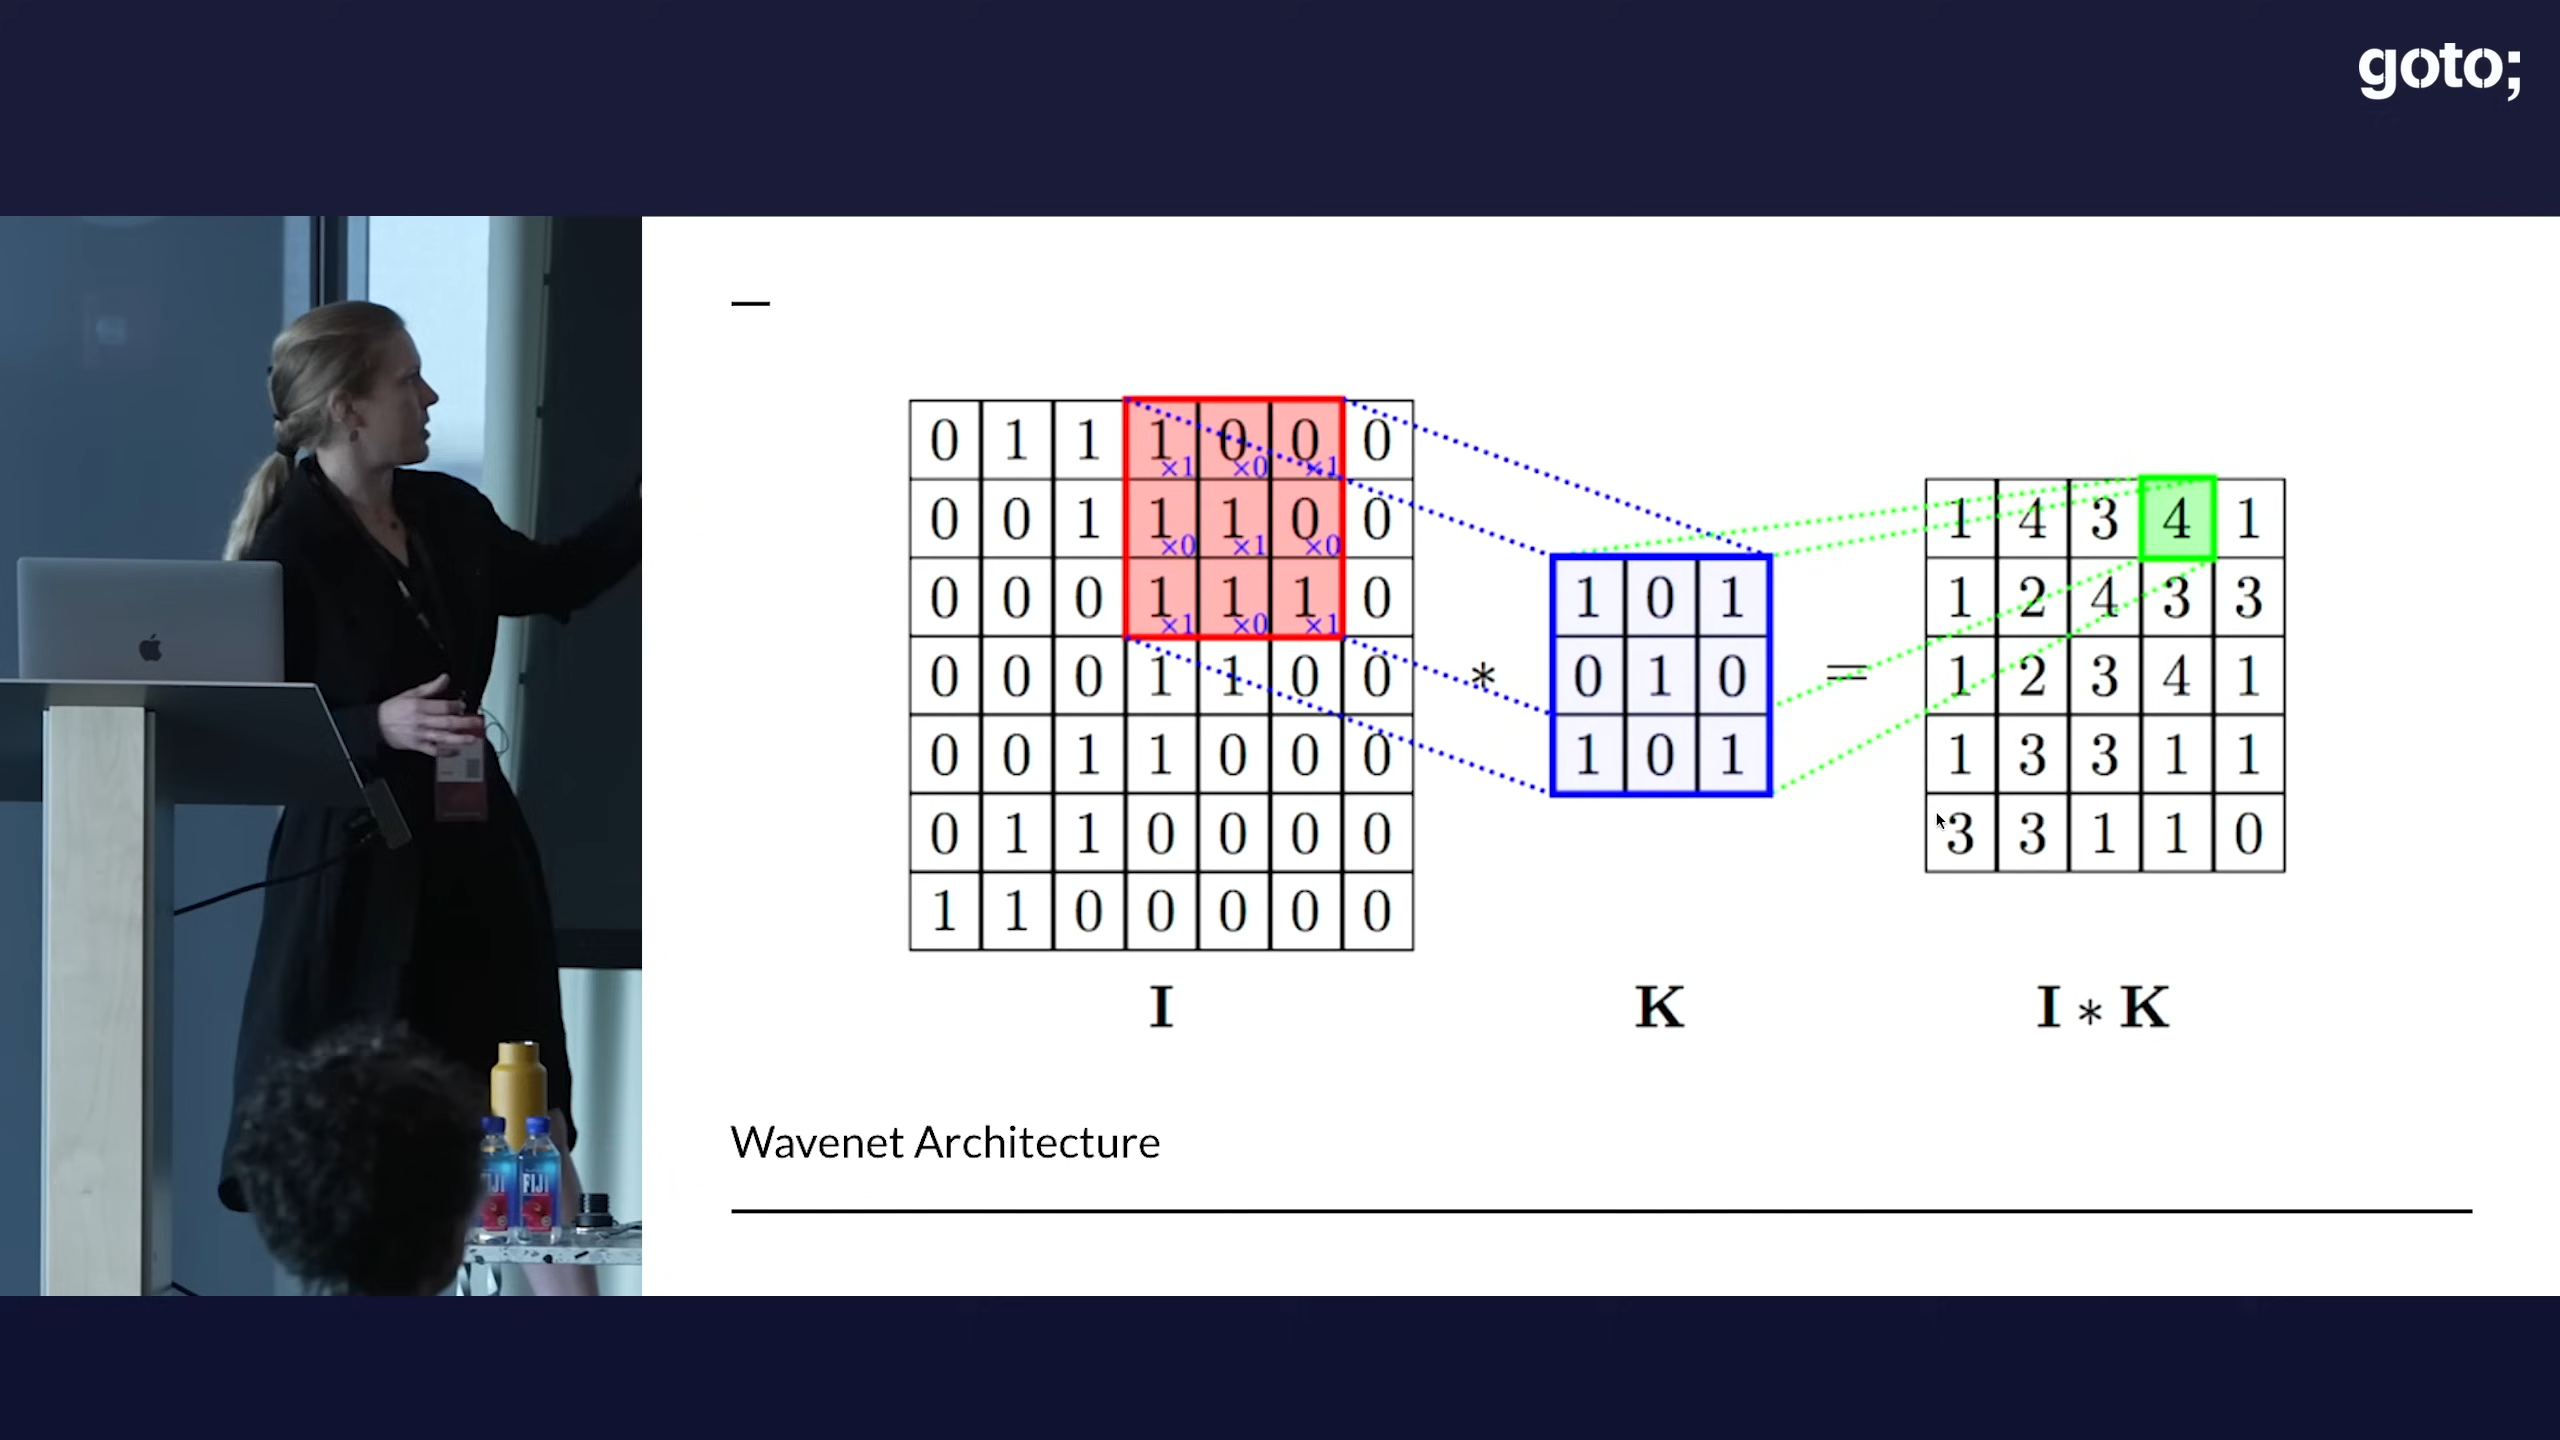 goto;
0 1 1 1 0 0 0
×1 ×0 ×1
0 0 1 1 1 0 0
×0 ×1 ×0
0 0 0 1 1 1 0
×1 ×0 ×1
0 0 0 1 1 0 0
0 0 1 1 0 0 0
0 1 1 0 0 0 0
1 1 0 0 0 0 0
I
*
1 0 1
0 1 0
1 0 1
K
=
1 4 3 4 1
1 2 4 3 3
1 2 3 4 1
1 3 3 1 1
3 3 1 1 0
I * K
Wavenet Architecture
FIJI
FIJI